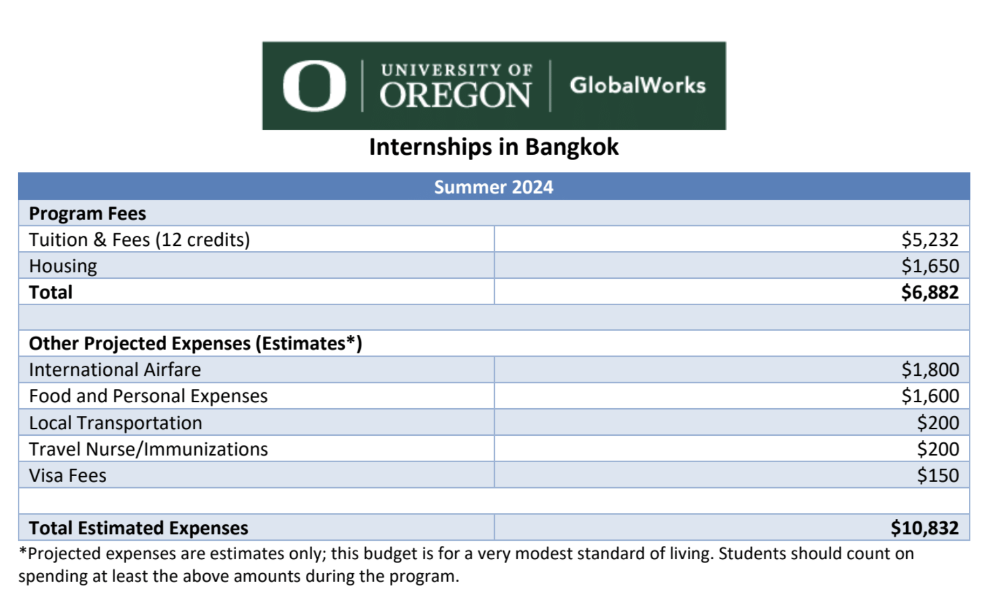 O
UNIVERSITY OF
OREGON
GlobalWorks
Internships in Bangkok
Summer 2024
Program Fees
Tuition & Fees (12 credits) $5,232
Housing $1,650
Total $6,882
Other Projected Expenses (Estimates*)
International Airfare $1,800
Food and Personal Expenses $1,600
Local Transportation $200
Travel Nurse/Immunizations $200
Visa Fees $150
Total Estimated Expenses $10,832
*Projected expenses are estimates only; this budget is for a very modest standard of living. Students should count on
spending at least the above amounts during the program.